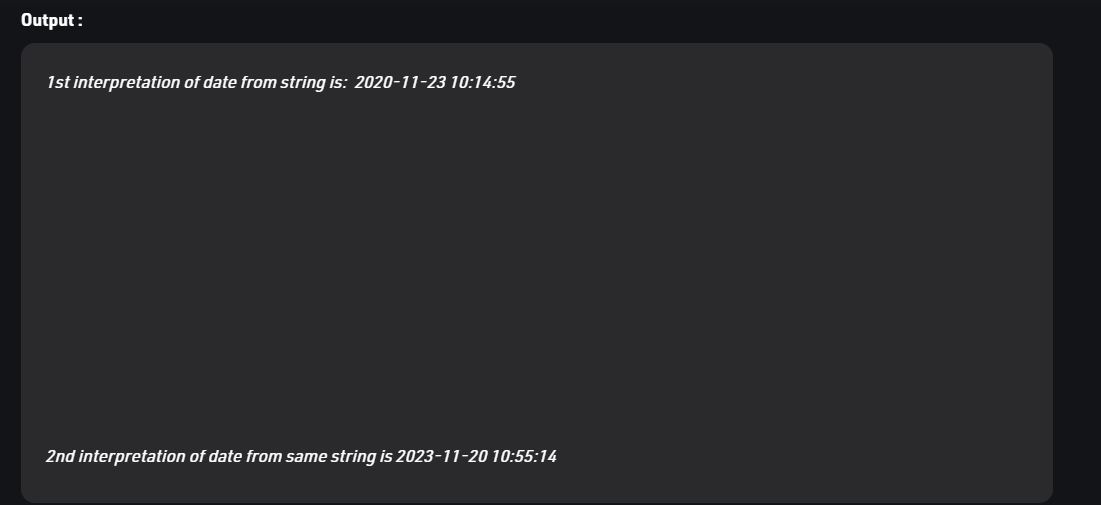 Output :
1st interpretation of date from string is:  2020-11-23 10:14:55
2nd interpretation of date from same string is 2023-11-20 10:55:14